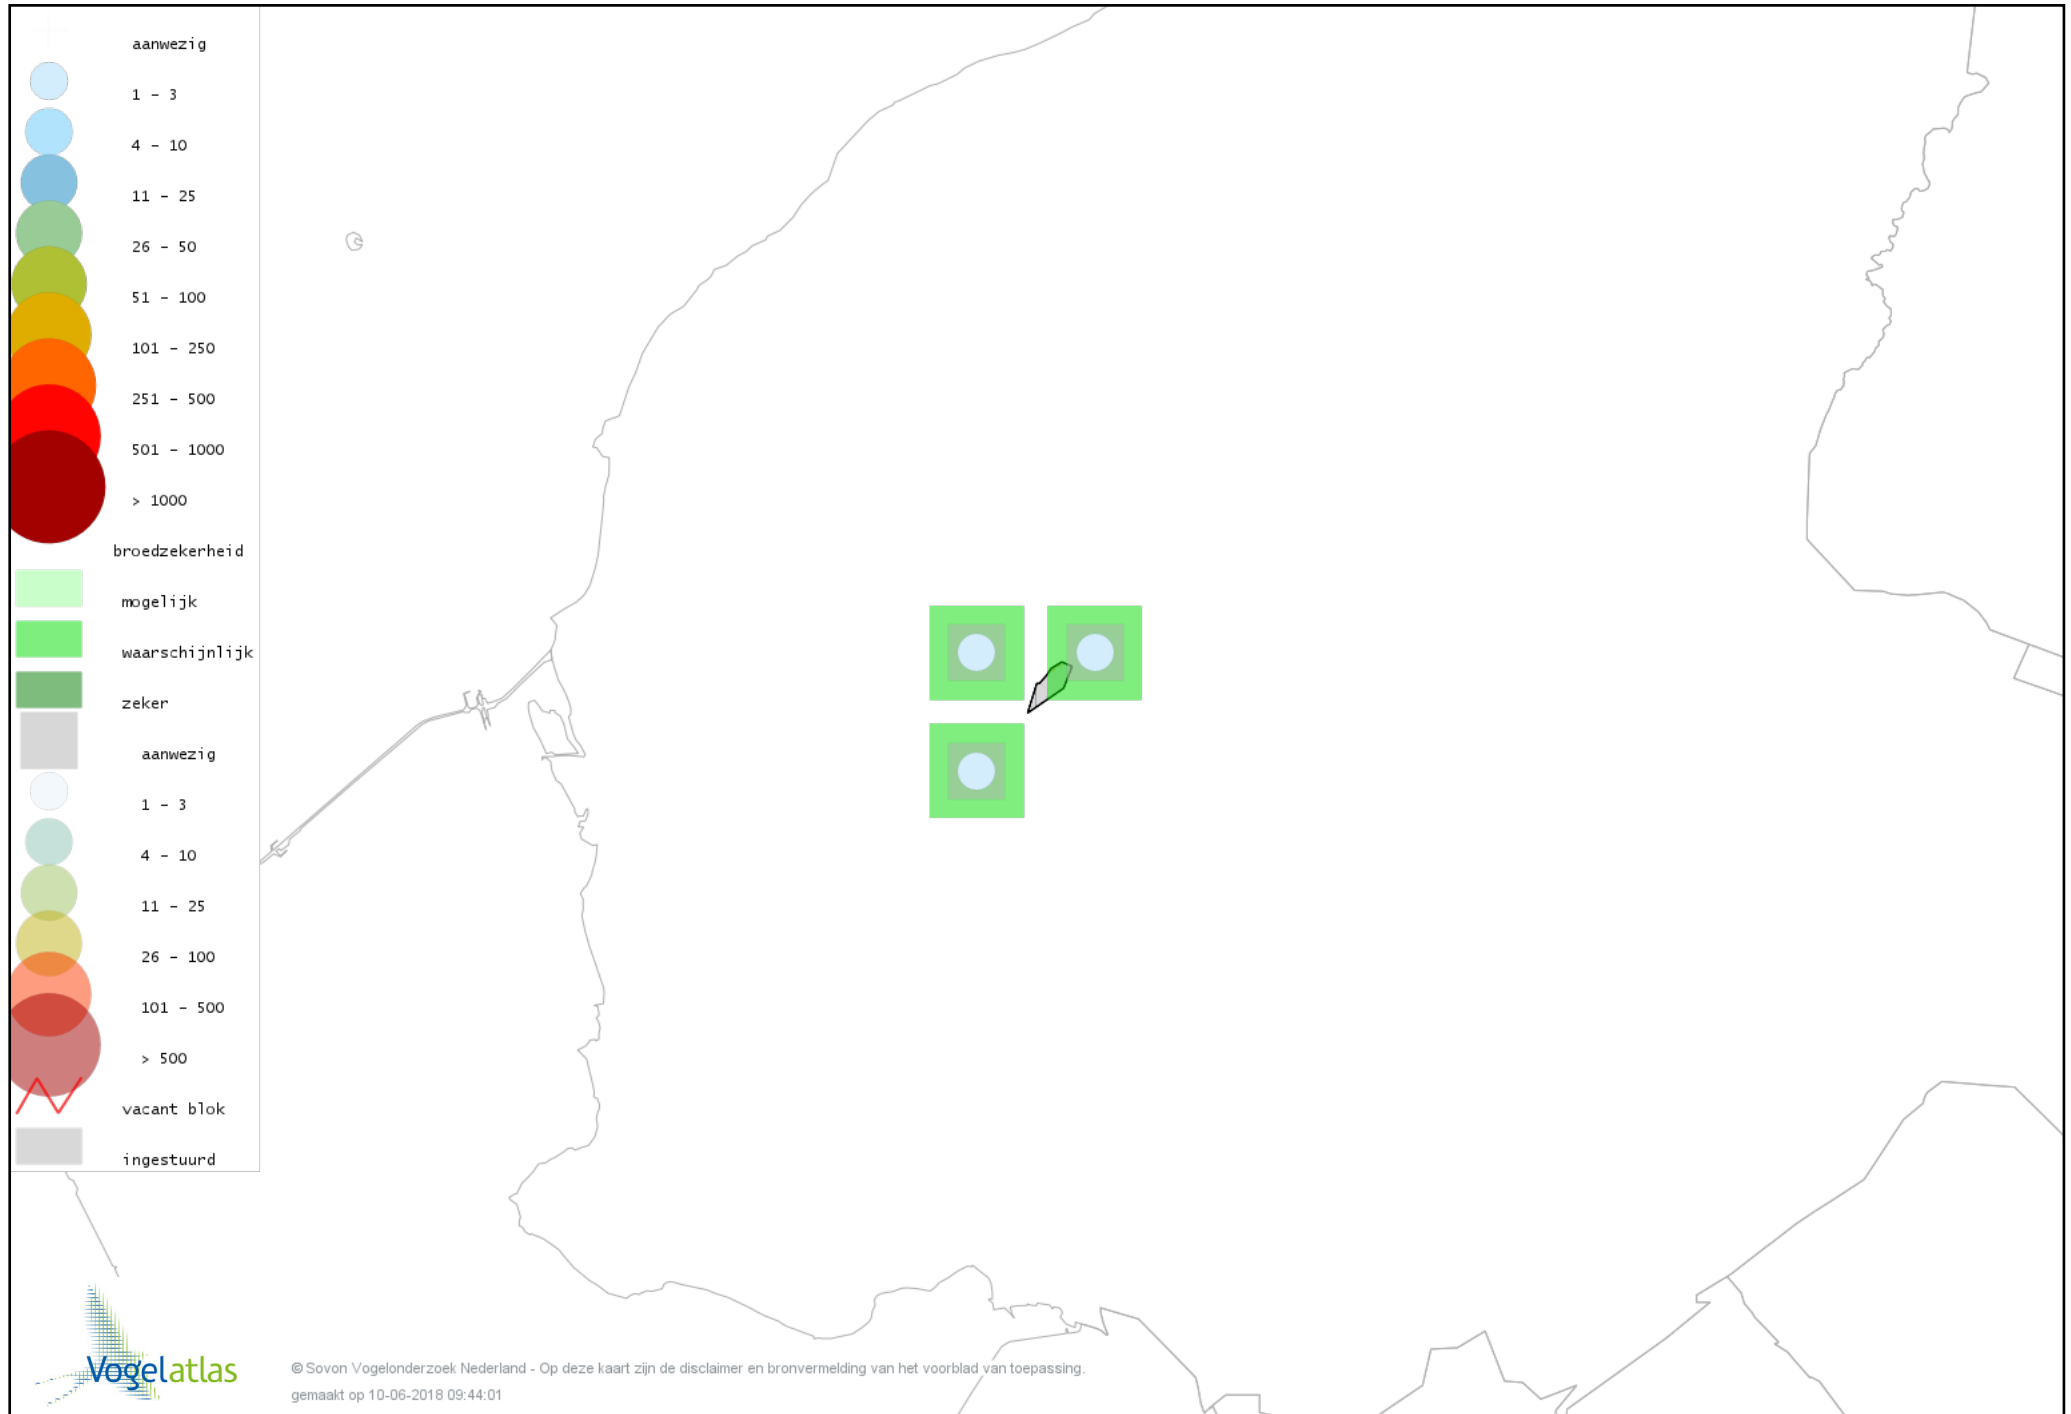 aanwezig
1 - 3
4 - 10
11 - 25
26 - 50
51 - 100
101 - 250
251 - 500
501 - 1000
> 1000
broedzekerheid
mogelijk
waarschijnlijk
zeker
aanwezig
1 - 3
4 - 10
11 - 25
26 - 100
101 - 500
> 500
vacant blok
ingestuurd
Vogelatlas
© Sovon Vogelonderzoek Nederland - Op deze kaart zijn de disclaimer en bronvermelding van het voorblad van toepassing.
gemaakt op 10-06-2018 09:44:01